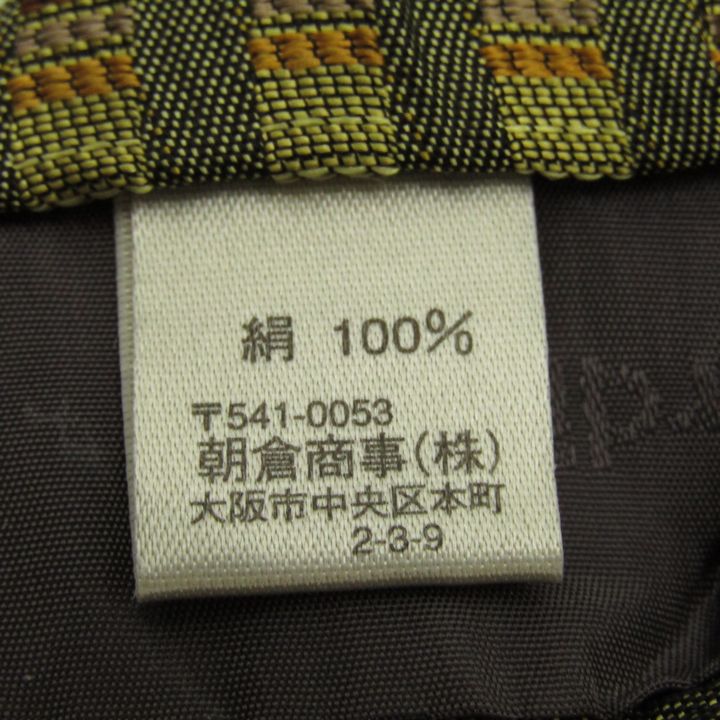 絹 100%
〒541-0053
朝倉商事(株)
大阪市中央区本町
2-3-9